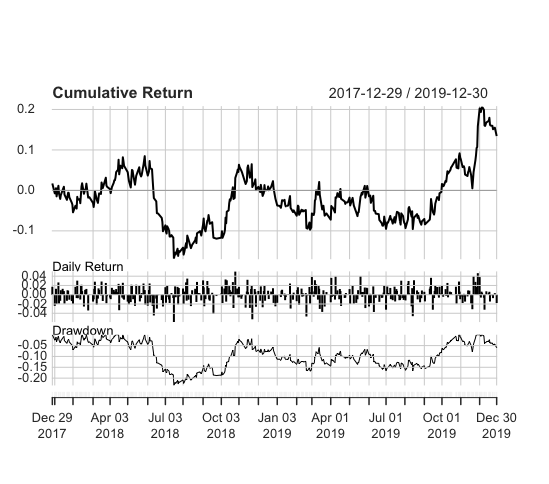 Cumulative Return 2017-12-29 / 2019-12-30
0.2
0.1
0.0
-0.1
Daily Return
0.04
0.02
0.00
-0.02
-0.04
Drawdown
-0.05
-0.10
-0.15
-0.20
Dec 29 Apr 03 Jul 03 Oct 03 Jan 03 Apr 01 Jul 01 Oct 01 Dec 30
2017 2018 2018 2018 2019 2019 2019 2019 2019